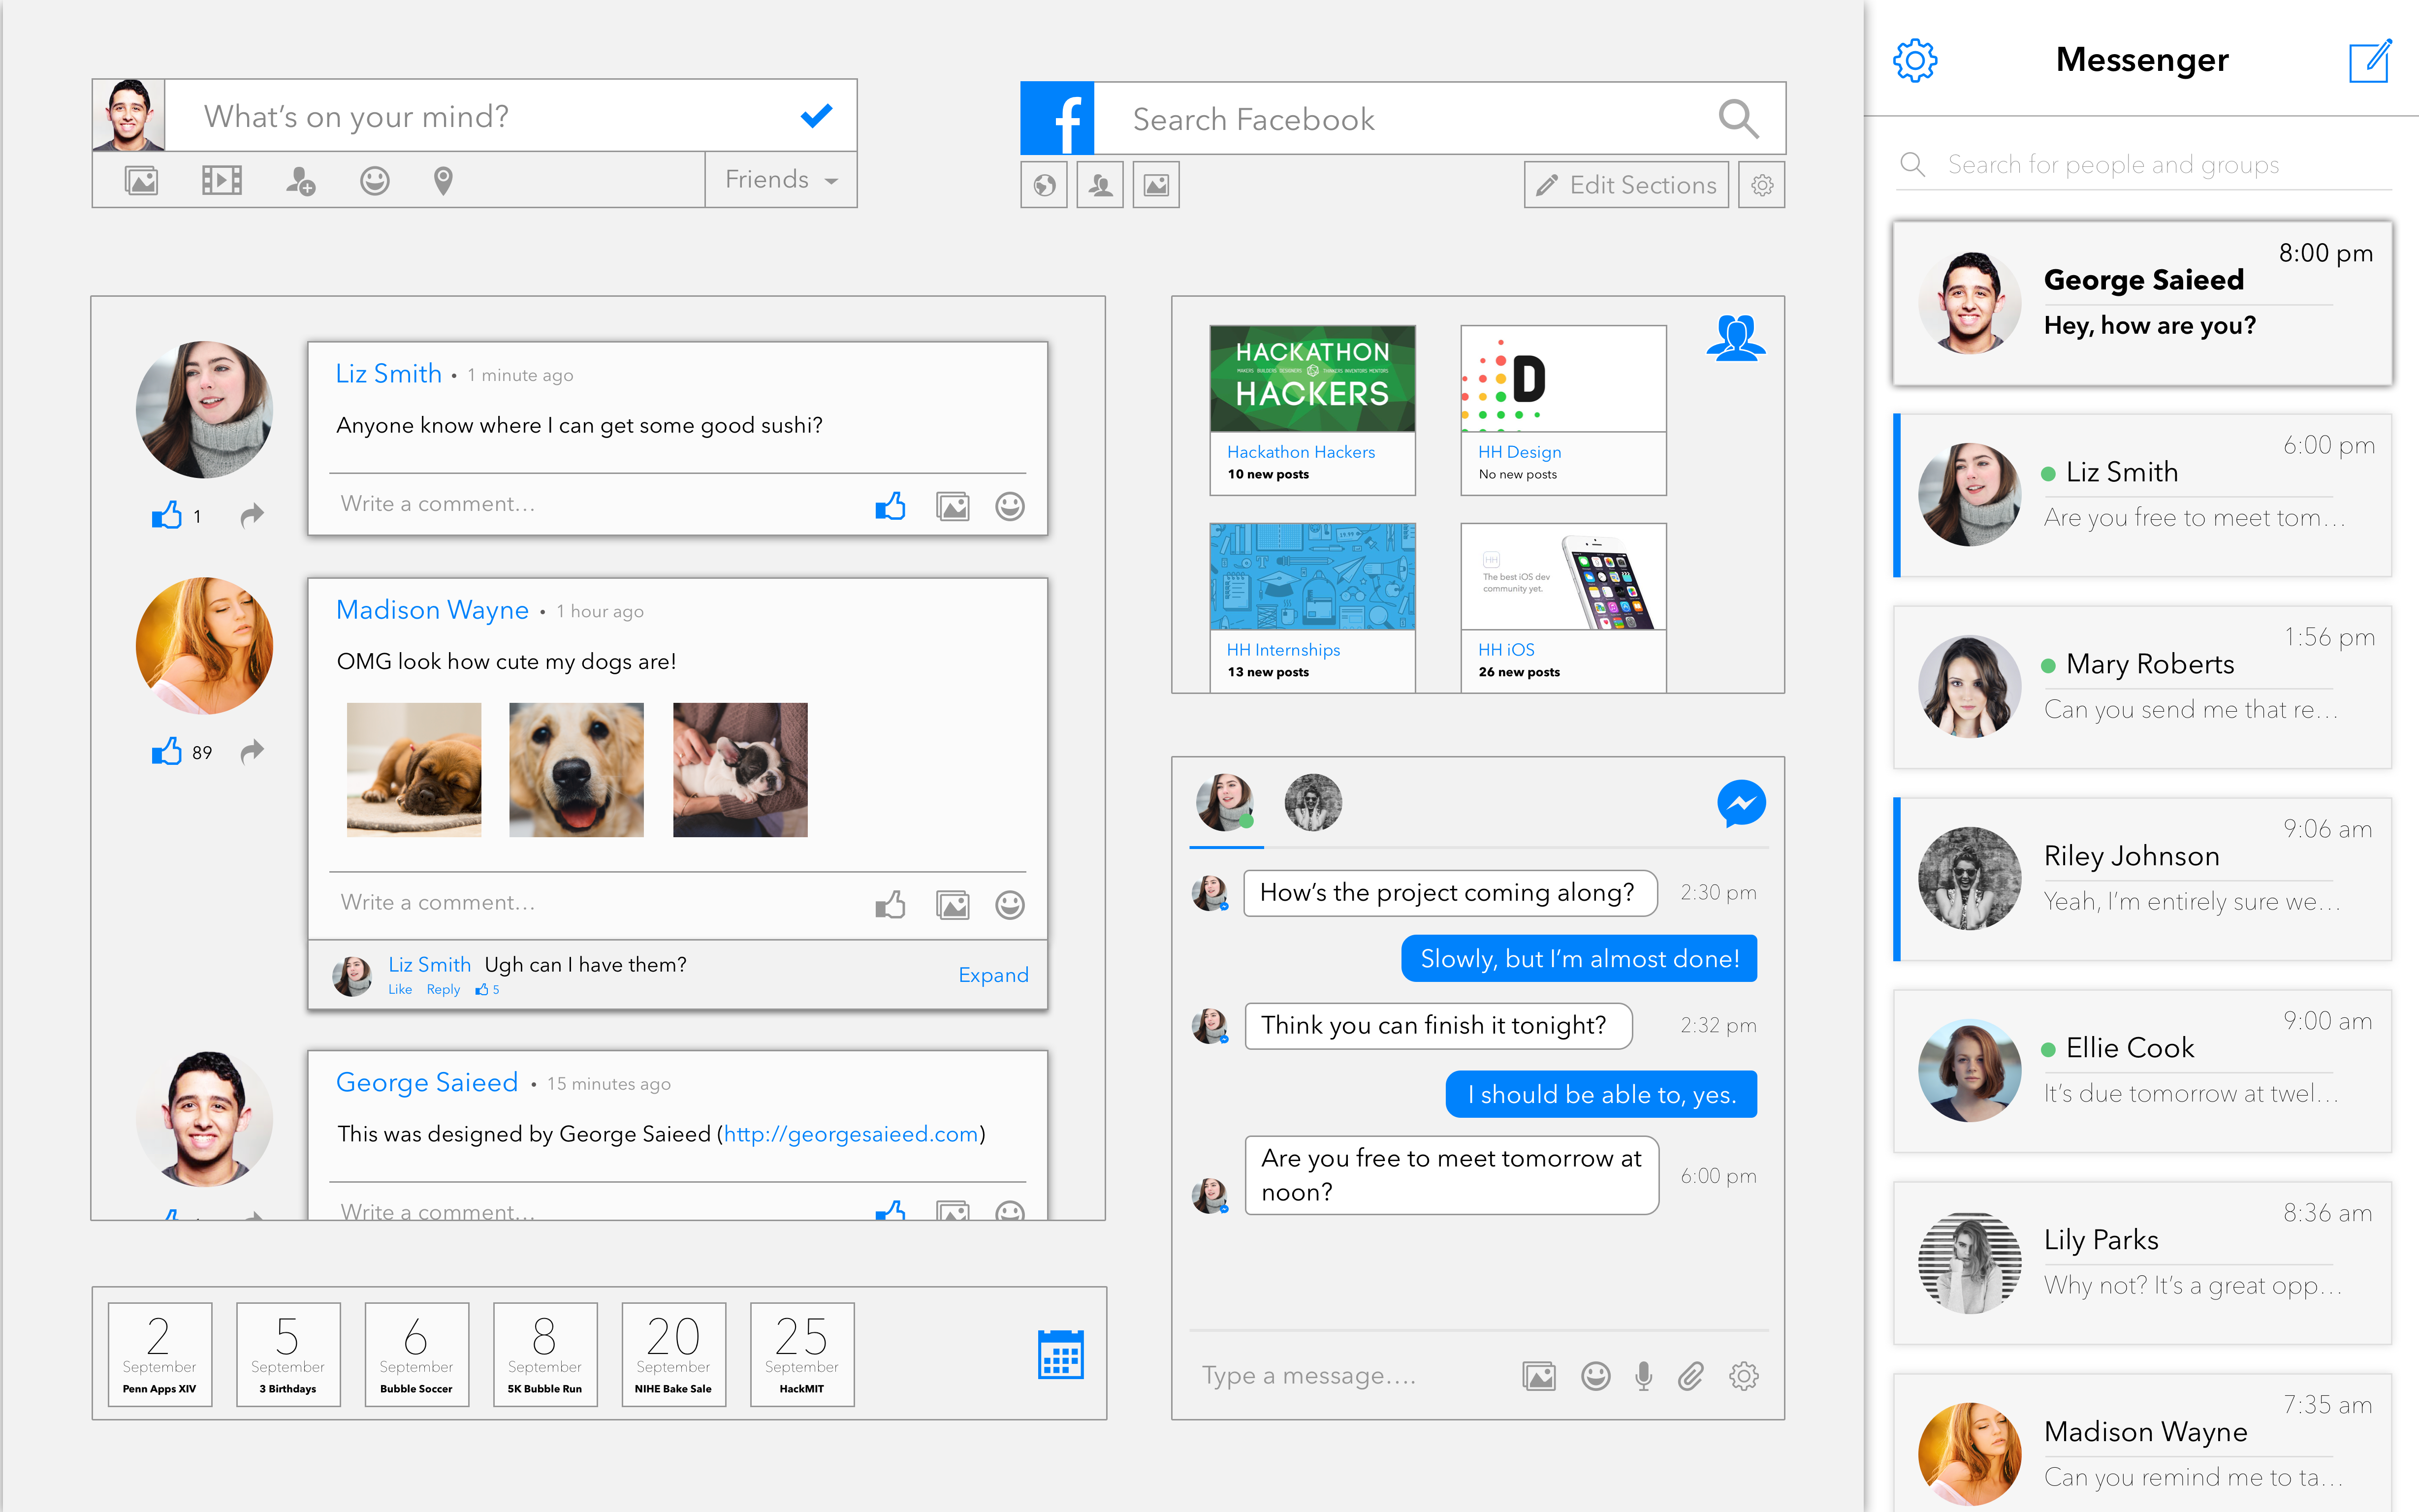 What's on your mind?
Friends
Search Facebook
Edit Sections
Liz Smith • 1 minute ago
Anyone know where I can get some good sushi?
Write a comment...
1
Madison Wayne • 1 hour ago
OMG look how cute my dogs are!
89
Write a comment...
Liz Smith Ugh can I have them?
Like Reply 5
Expand
George Saieed • 15 minutes ago
This was designed by George Saieed (http://georgesaieed.com)
Write a comment...
2
September
Penn Apps XIV
5
September
3 Birthdays
6
September
Bubble Soccer
8
September
5K Bubble Run
20
September
NIHE Bake Sale
25
September
HackMIT
HACKATHON
MAKERS BUILDERS DESIGNERS THINKERS INVENTORS MENTORS
HACKERS
Hackathon Hackers
10 new posts
D
HH Design
No new posts
HH Internships
13 new posts
HH
The best iOS dev
community yet.
HH iOS
26 new posts
How's the project coming along? 2:30 pm
Slowly, but I'm almost done!
Think you can finish it tonight? 2:32 pm
I should be able to, yes.
Are you free to meet tomorrow at
noon?
6:00 pm
Type a message....
Messenger
Search for people and groups
8:00 pm
George Saieed
Hey, how are you?
6:00 pm
Liz Smith
Are you free to meet tom...
1:56 pm
Mary Roberts
Can you send me that re...
9:06 am
Riley Johnson
Yeah, I'm entirely sure we...
9:00 am
Ellie Cook
It's due tomorrow at twel...
8:36 am
Lily Parks
Why not? It's a great opp...
7:35 am
Madison Wayne
Can you remind me to ta...